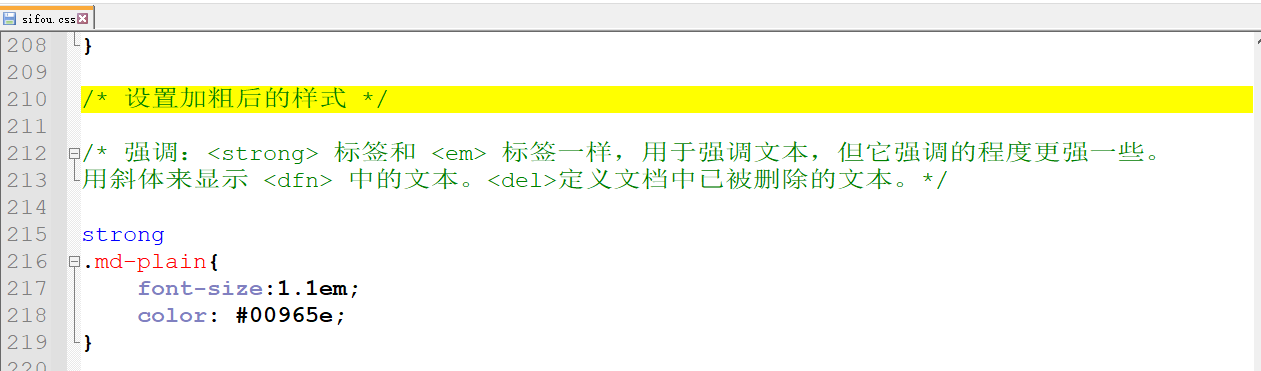 sifou.css
208 }
209
210 /* 设置加粗后的样式 */
211
212 /* 强调：<strong> 标签和 <em> 标签一样，用于强调文本，但它强调的程度更强一些。
213 用斜体来显示 <dfn> 中的文本。<del>定义文档中已被删除的文本。*/
214
215 strong
216 .md-plain{
217 font-size:1.1em;
218 color: #00965e;
219 }
220